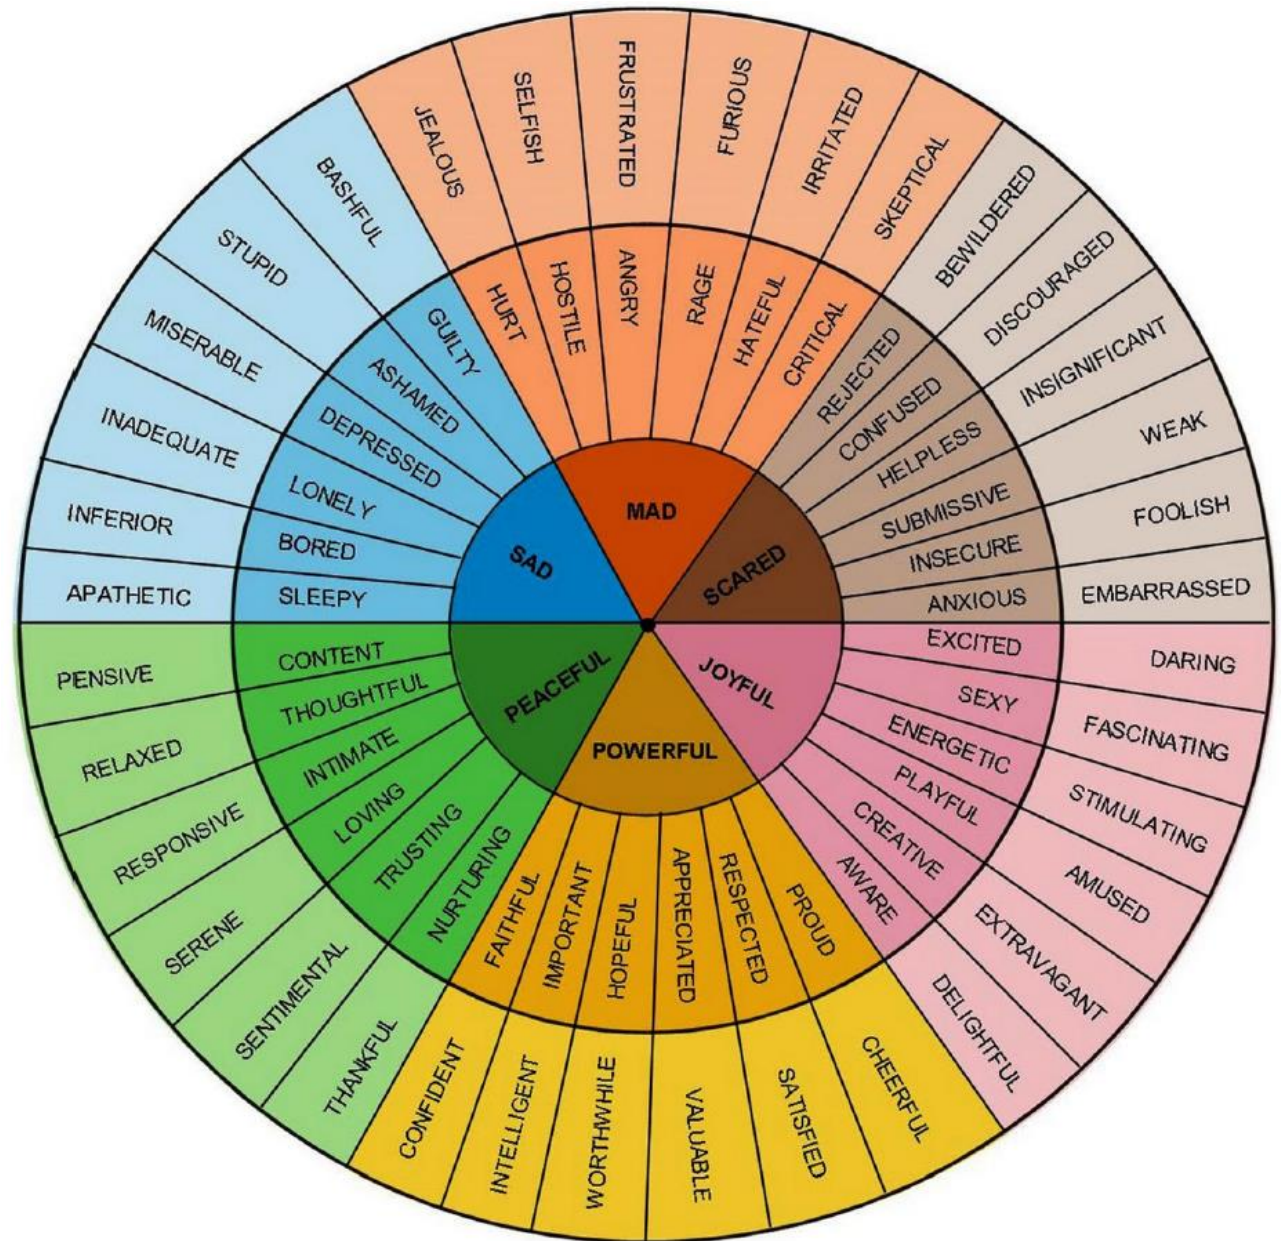 MAD
SCARED
JOYFUL
POWERFUL
PEACEFUL
SAD
HURT
HOSTILE
ANGRY
RAGE
HATEFUL
CRITICAL
REJECTED
CONFUSED
HELPLESS
SUBMISSIVE
INSECURE
ANXIOUS
EXCITED
SEXY
ENERGETIC
PLAYFUL
CREATIVE
AWARE
PROUD
RESPECTED
APPRECIATED
HOPEFUL
IMPORTANT
FAITHFUL
NURTURING
TRUSTING
LOVING
INTIMATE
THOUGHTFUL
CONTENT
SLEEPY
BORED
LONELY
DEPRESSED
ASHAMED
GUILTY
JEALOUS
SELFISH
FRUSTRATED
FURIOUS
IRRITATED
SKEPTICAL
BEWILDERED
DISCOURAGED
INSIGNIFICANT
WEAK
FOOLISH
EMBARRASSED
DARING
FASCINATING
STIMULATING
AMUSED
EXTRAVAGANT
DELIGHTFUL
CHEERFUL
SATISFIED
VALUABLE
WORTHWHILE
INTELLIGENT
CONFIDENT
THANKFUL
SENTIMENTAL
SERENE
RESPONSIVE
RELAXED
PENSIVE
APATHETIC
INFERIOR
INADEQUATE
MISERABLE
STUPID
BASHFUL